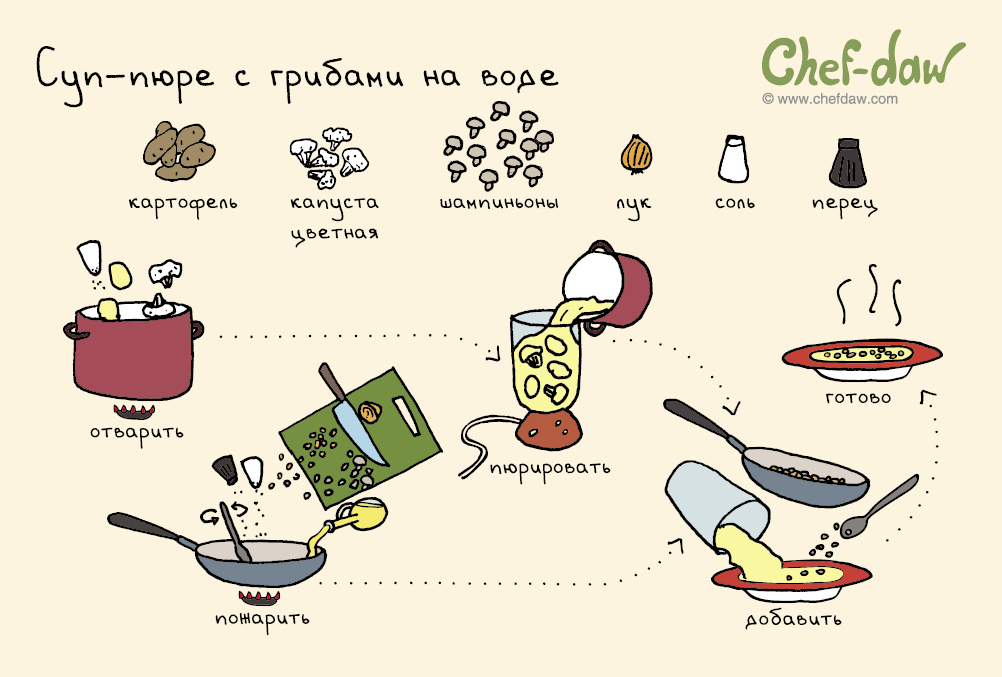 Суп-пюре с грибами на воде
Chef-daw
© www.chefdaw.com
картофель
капуста
цветная
шампиньоны
лук
соль
перец
отварить
пюрировать
готово
пожарить
добавить